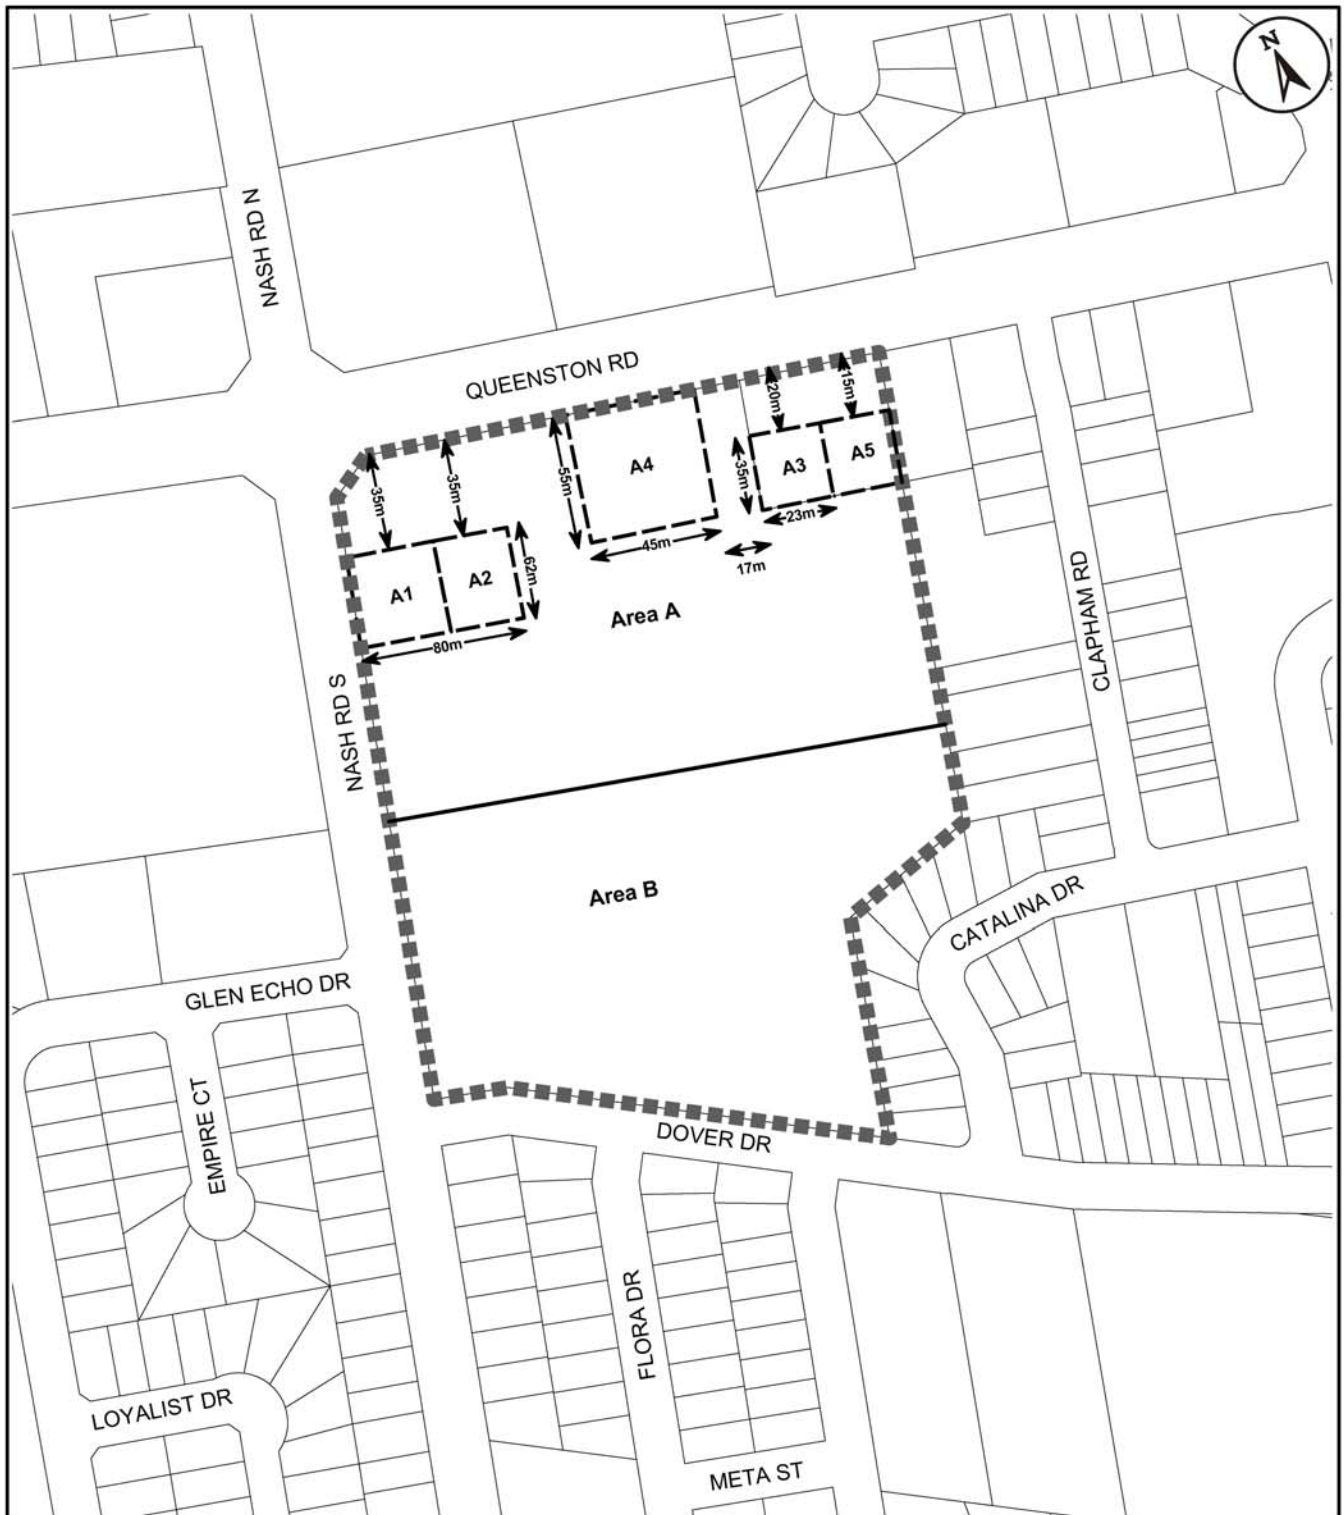 N
NASH RD N
QUEENSTON RD
20m
15m
35m
35m
55m
A4
35m
A3
A5
23m
45m
17m
A1
A2
62m
80m
Area A
CLAPHAM RD
NASH RD S
Area B
CATALINA DR
GLEN ECHO DR
EMPIRE CT
DOVER DR
FLORA DR
LOYALIST DR
META ST